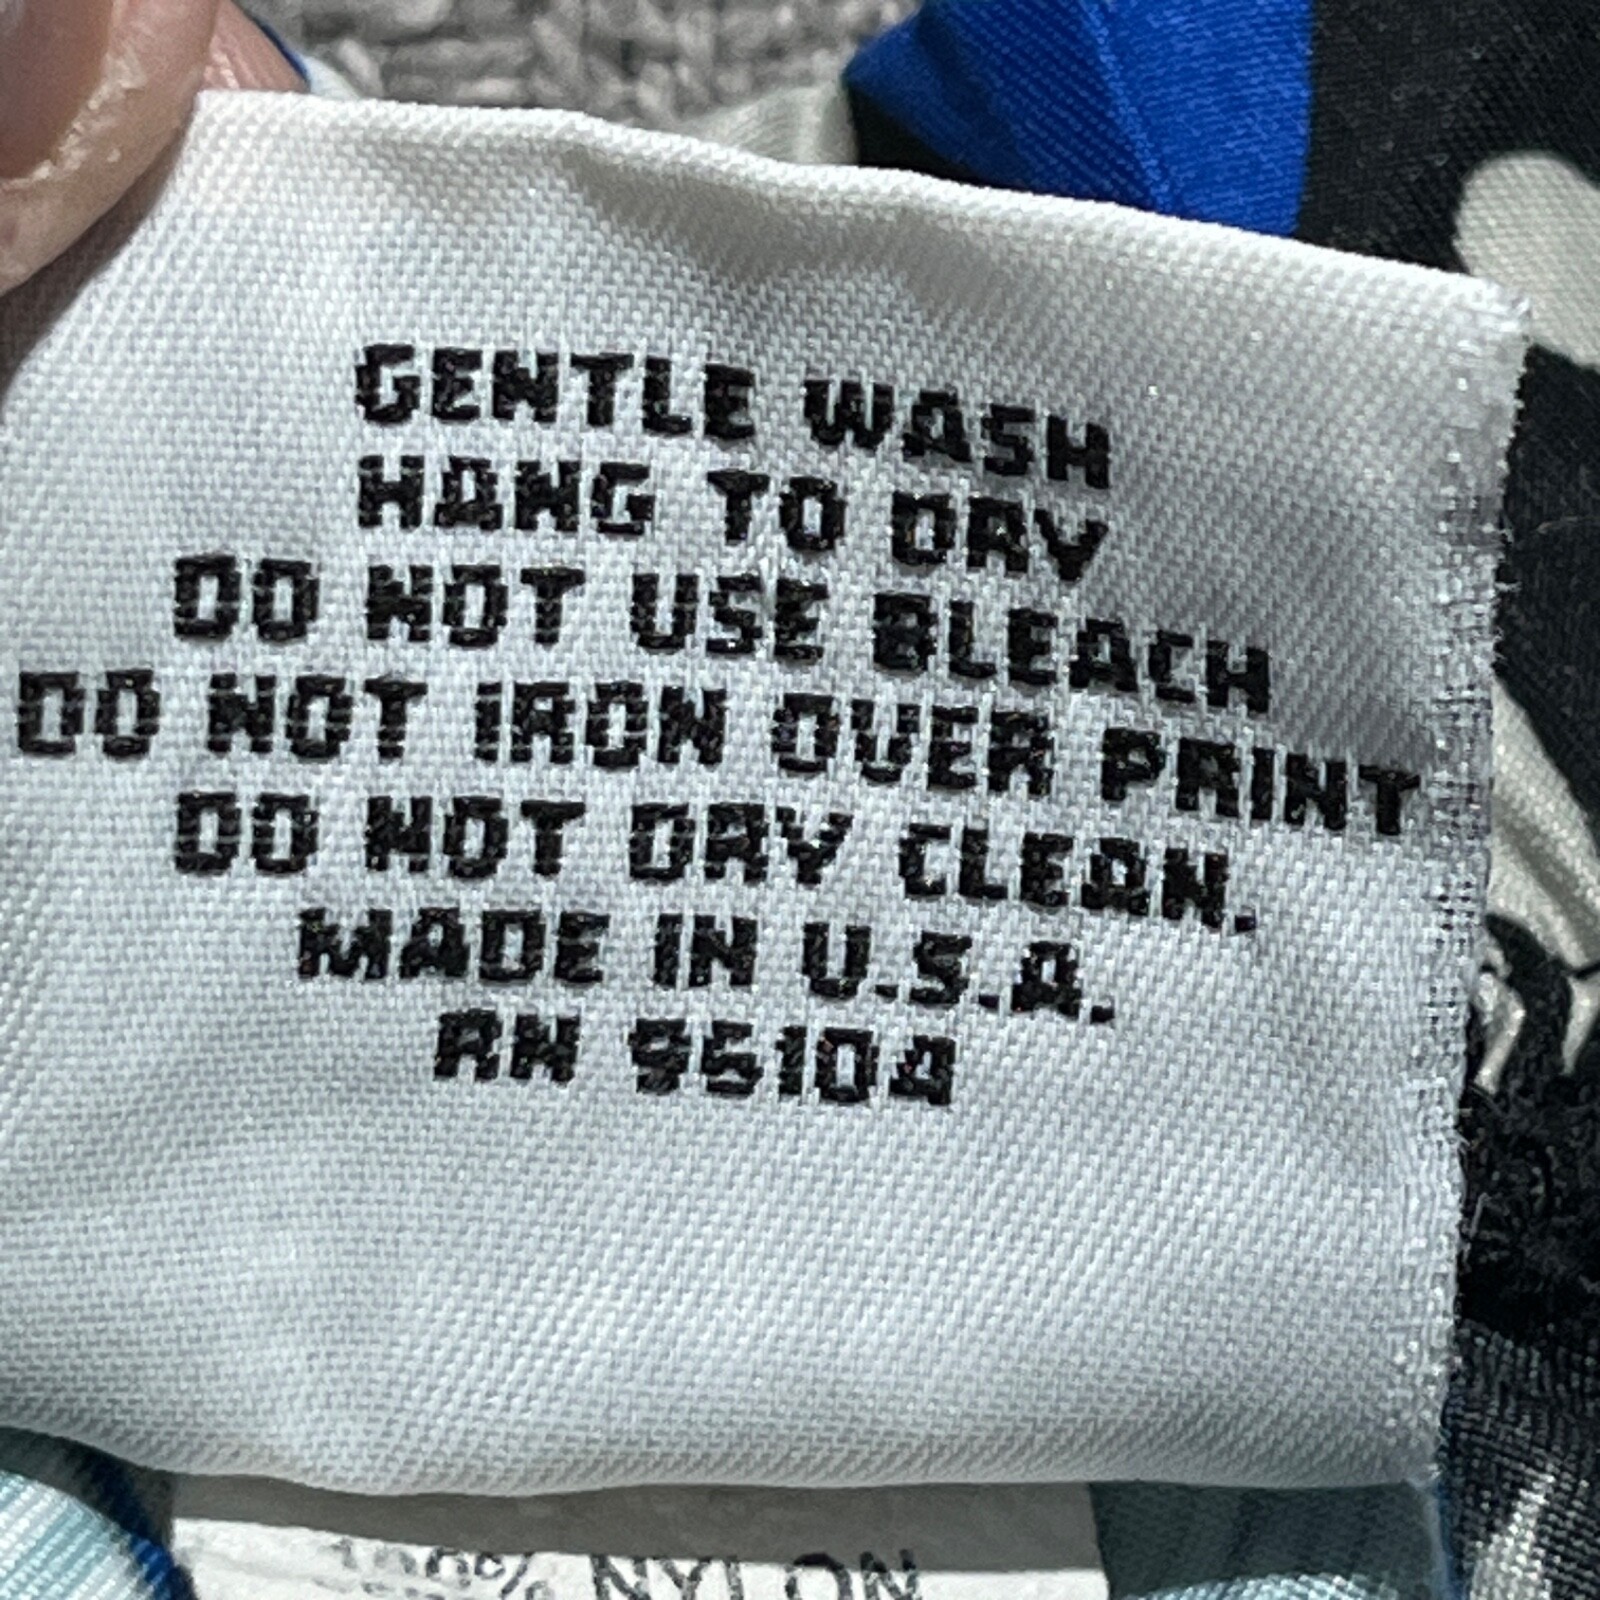 GENTLE WASH
HANG TO DRY
DO NOT USE BLEACH
DO NOT IRON OVER PRINT
DO NOT DRY CLEAN.
MADE IN U.S.A.
RN 95104
NYLON